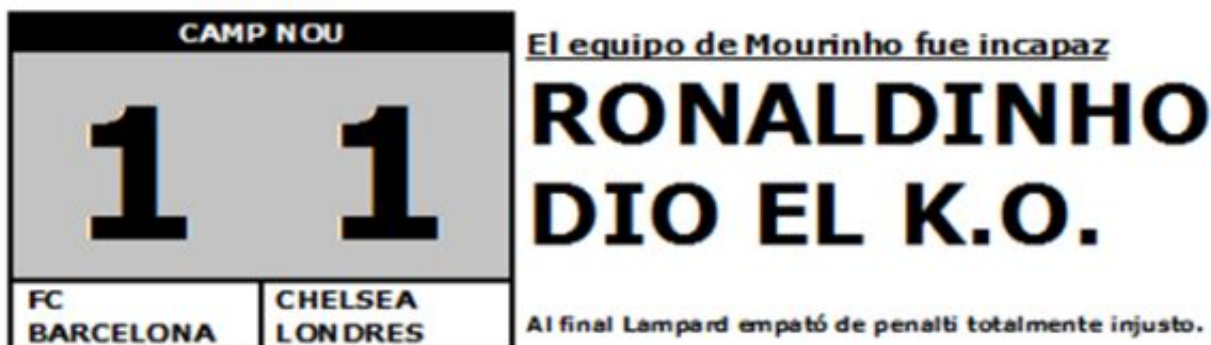 CAMP NOU
1 1
FC BARCELONA
CHELSEA LONDRES
El equipo de Mourinho fue incapaz
RONALDINHO
DIO EL K.O.
Al final Lampard empató de penalti totalmente injusto.